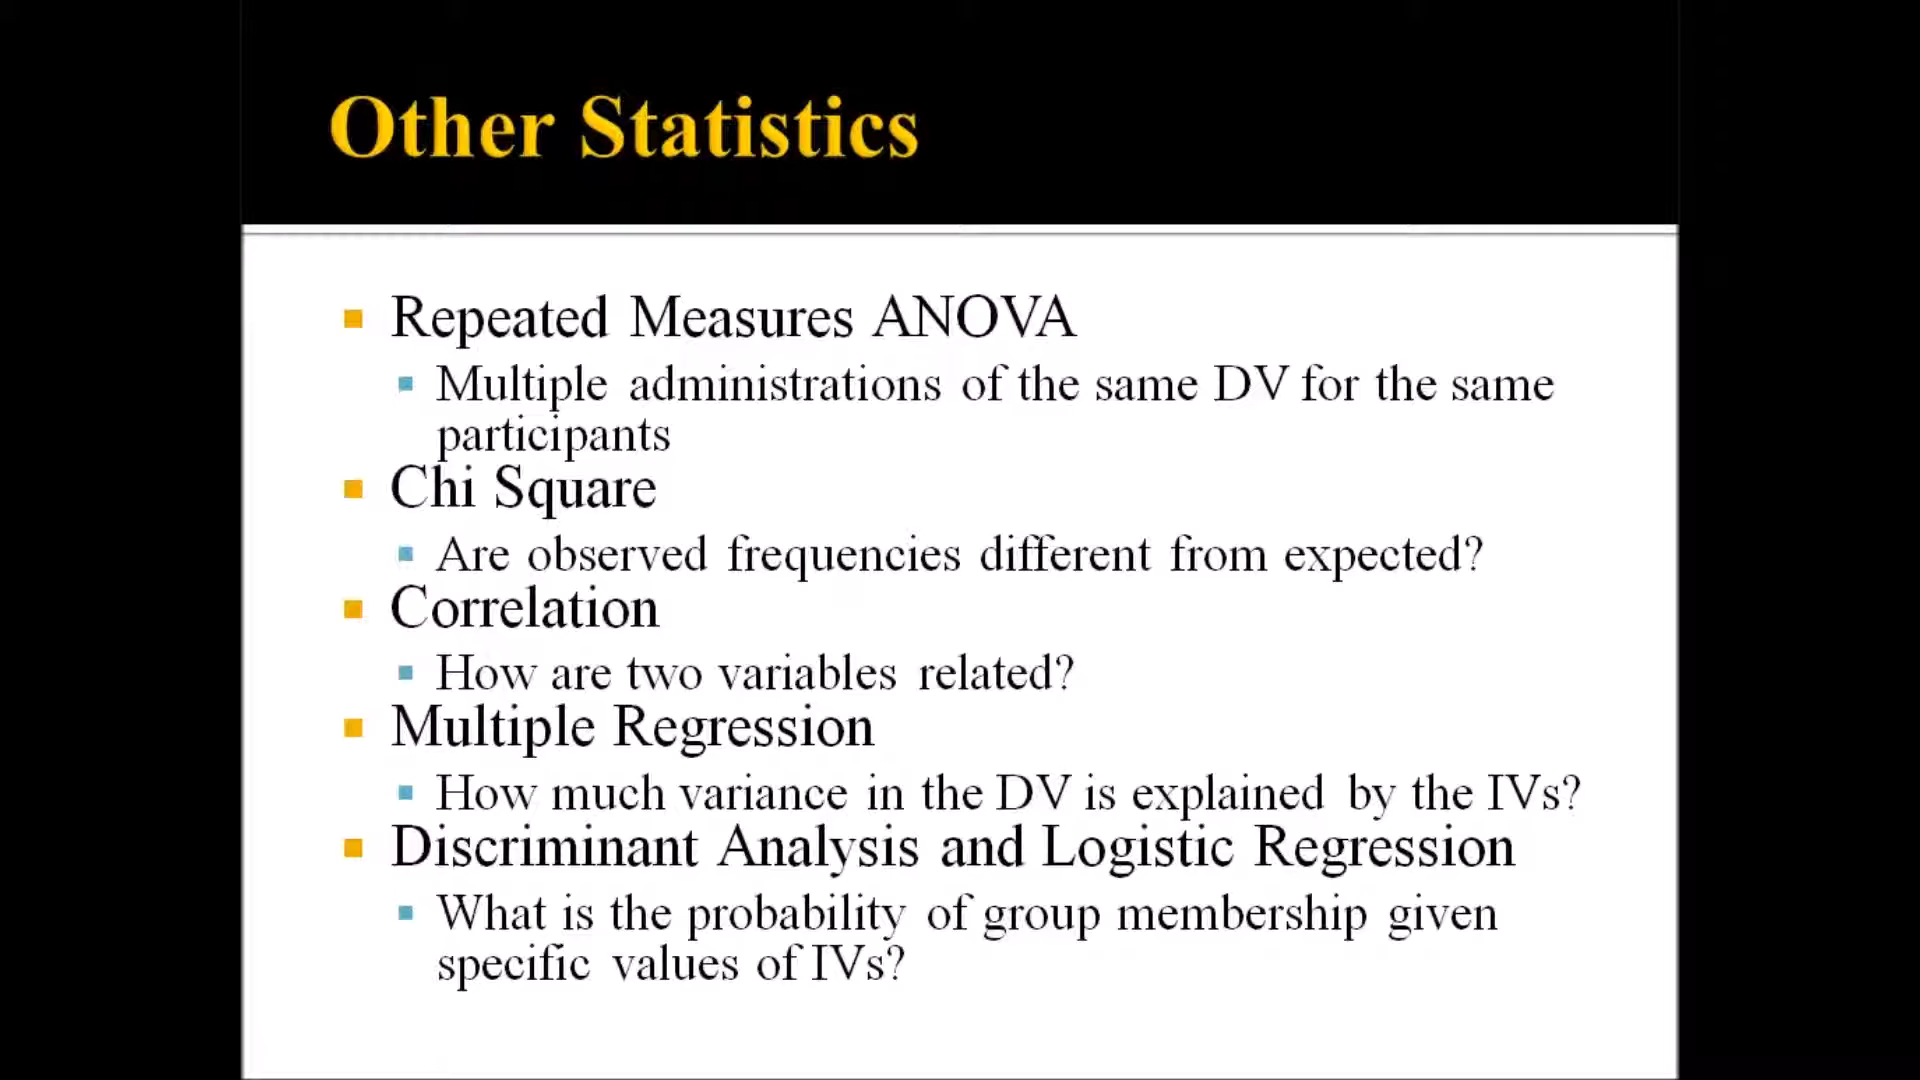 Other Statistics
Repeated Measures ANOVA
Multiple administrations of the same DV for the same
participants
Chi Square
Are observed frequencies different from expected?
Correlation
How are two variables related?
Multiple Regression
How much variance in the DV is explained by the IVs?
Discriminant Analysis and Logistic Regression
What is the probability of group membership given
specific values of IVs?